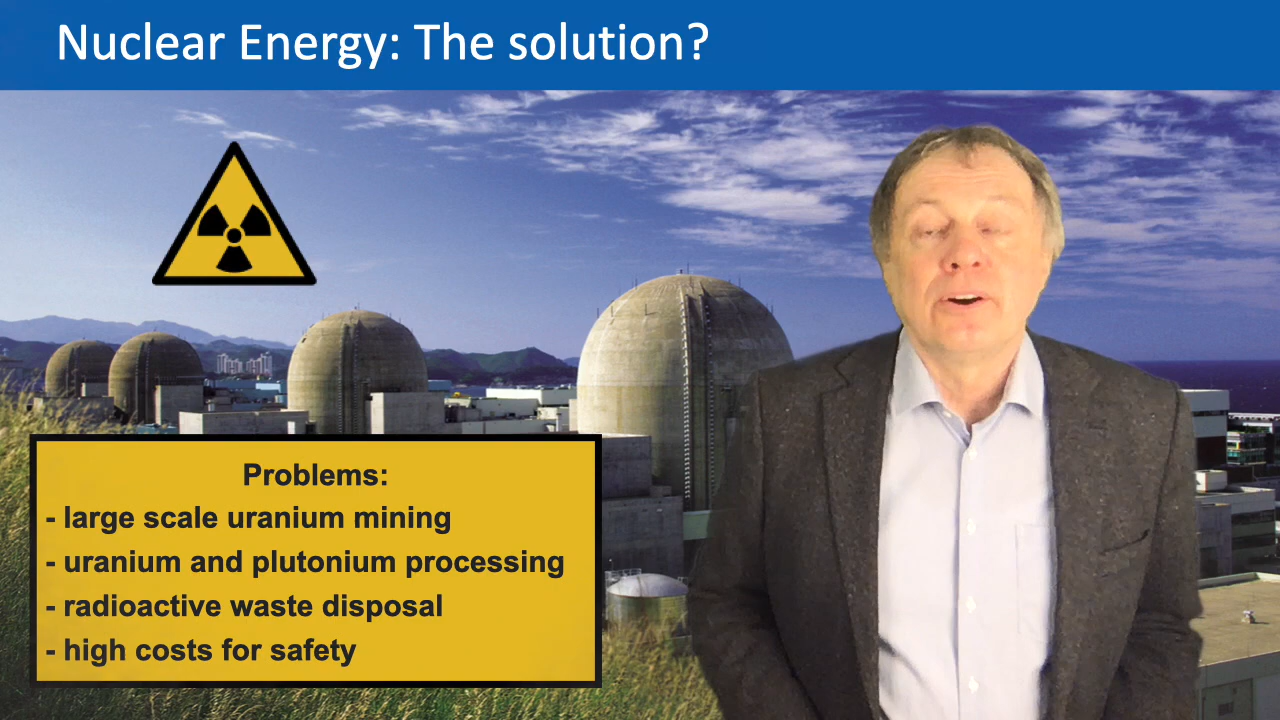 Nuclear Energy: The solution?
Problems:
- large scale uranium mining
- uranium and plutonium processing
- radioactive waste disposal
- high costs for safety